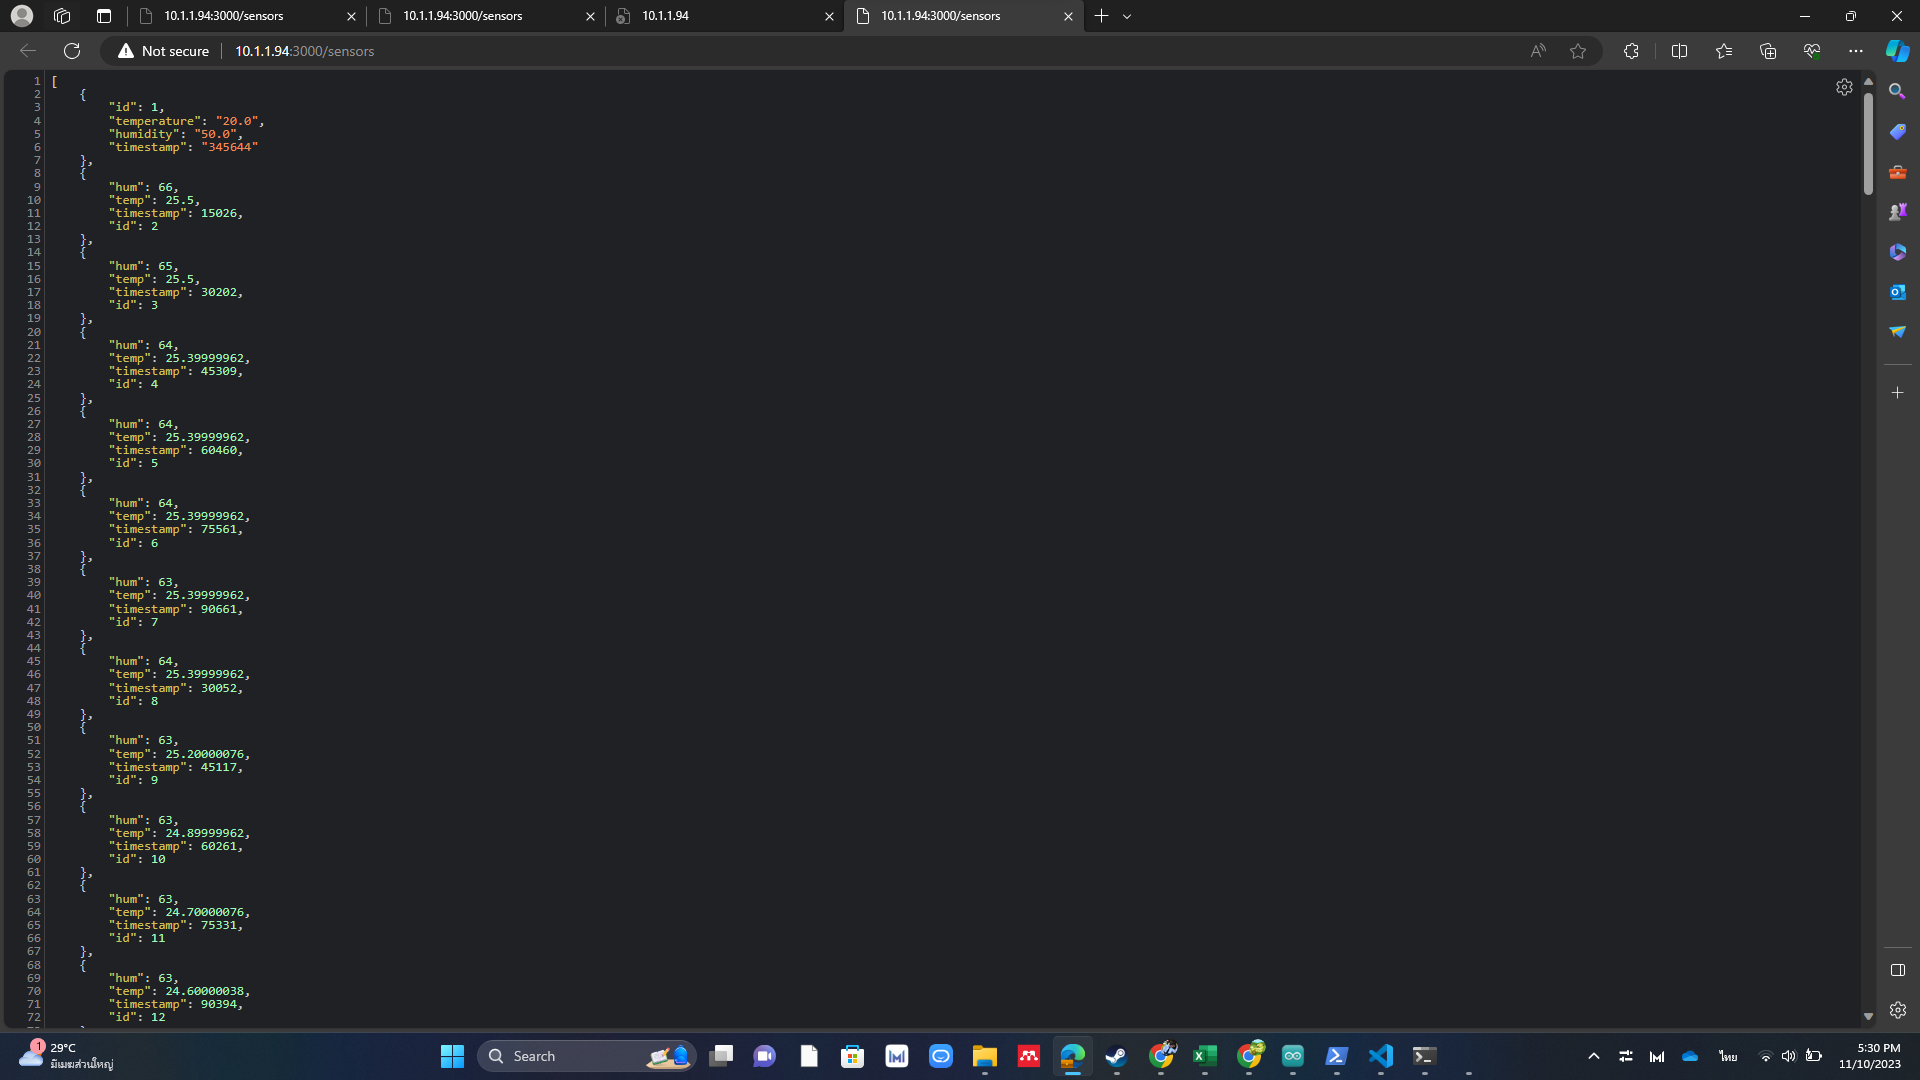 10.1.1.94:3000/sensors
10.1.1.94:3000/sensors
10.1.1.94
10.1.1.94:3000/sensors
Not secure
10.1.1.94:3000/sensors
1 [
2 {
3 "id": 1,
4 "temperature": "20.0",
5 "humidity": "50.0",
6 "timestamp": "345644"
7 },
8 {
9 "hum": 66,
10 "temp": 25.5,
11 "timestamp": 15026,
12 "id": 2
13 },
14 {
15 "hum": 65,
16 "temp": 25.5,
17 "timestamp": 30202,
18 "id": 3
19 },
20 {
21 "hum": 64,
22 "temp": 25.39999962,
23 "timestamp": 45309,
24 "id": 4
25 },
26 {
27 "hum": 64,
28 "temp": 25.39999962,
29 "timestamp": 60460,
30 "id": 5
31 },
32 {
33 "hum": 64,
34 "temp": 25.39999962,
35 "timestamp": 75561,
36 "id": 6
37 },
38 {
39 "hum": 63,
40 "temp": 25.39999962,
41 "timestamp": 90661,
42 "id": 7
43 },
44 {
45 "hum": 64,
46 "temp": 25.39999962,
47 "timestamp": 30052,
48 "id": 8
49 },
50 {
51 "hum": 63,
52 "temp": 25.20000076,
53 "timestamp": 45117,
54 "id": 9
55 },
56 {
57 "hum": 63,
58 "temp": 24.89999962,
59 "timestamp": 60261,
60 "id": 10
61 },
62 {
63 "hum": 63,
64 "temp": 24.70000076,
65 "timestamp": 75331,
66 "id": 11
67 },
68 {
69 "hum": 63,
70 "temp": 24.60000038,
71 "timestamp": 90394,
72 "id": 12
1
29°C
มีเมฆส่วนใหญ่
Search
ไทย
5:30 PM
11/10/2023